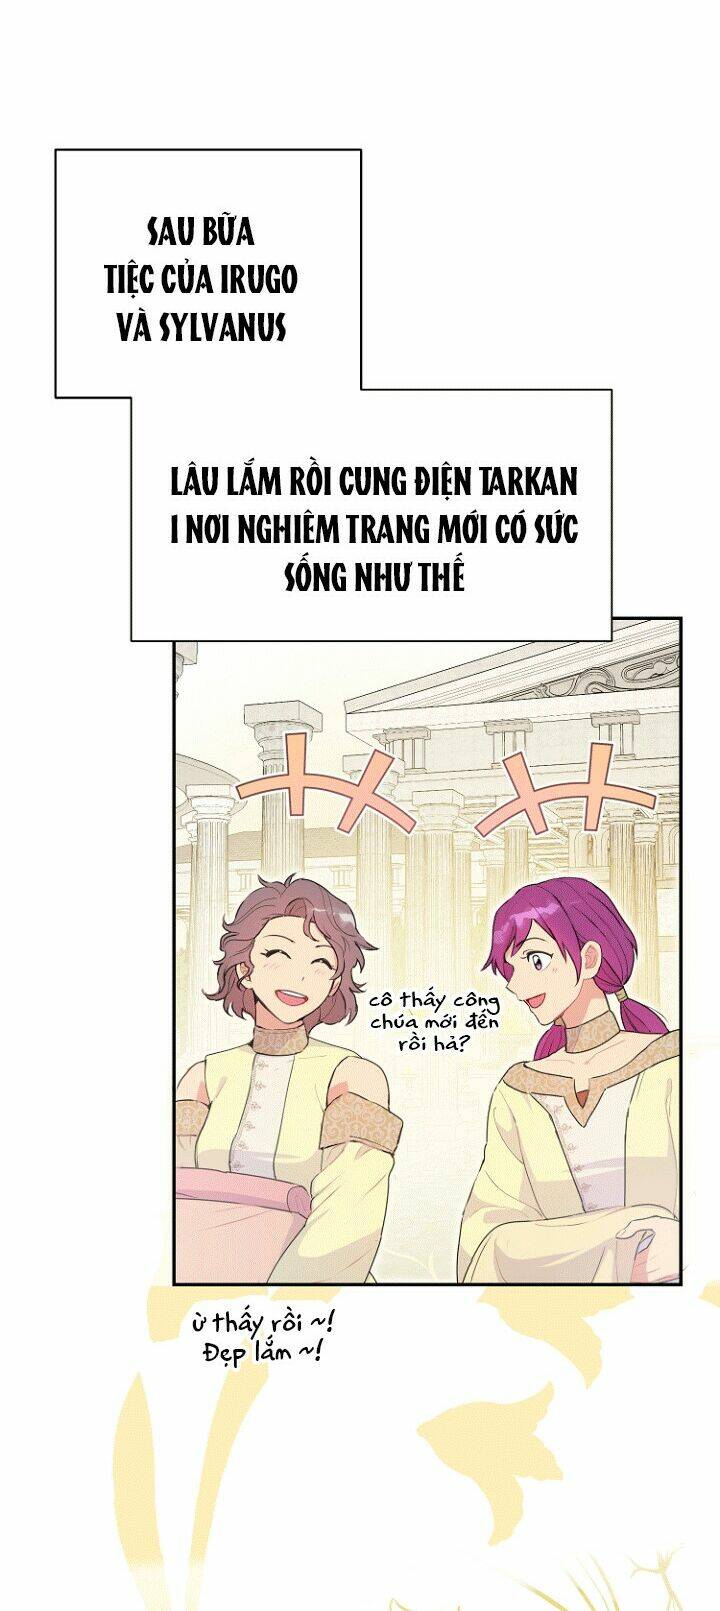 SAU BỮA
TIỆC CỦA IRUGO
VÀ SYLVANUS
LÂU LẮM RỒI CUNG ĐIỆN TARKAN
1 NƠI NGHIÊM TRANG MỚI CÓ SỨC
SỐNG NHƯ THẾ
cô thấy công
chúa mới đến
rồi hả?
ừ thấy rồi ~!
Đẹp lắm ~!